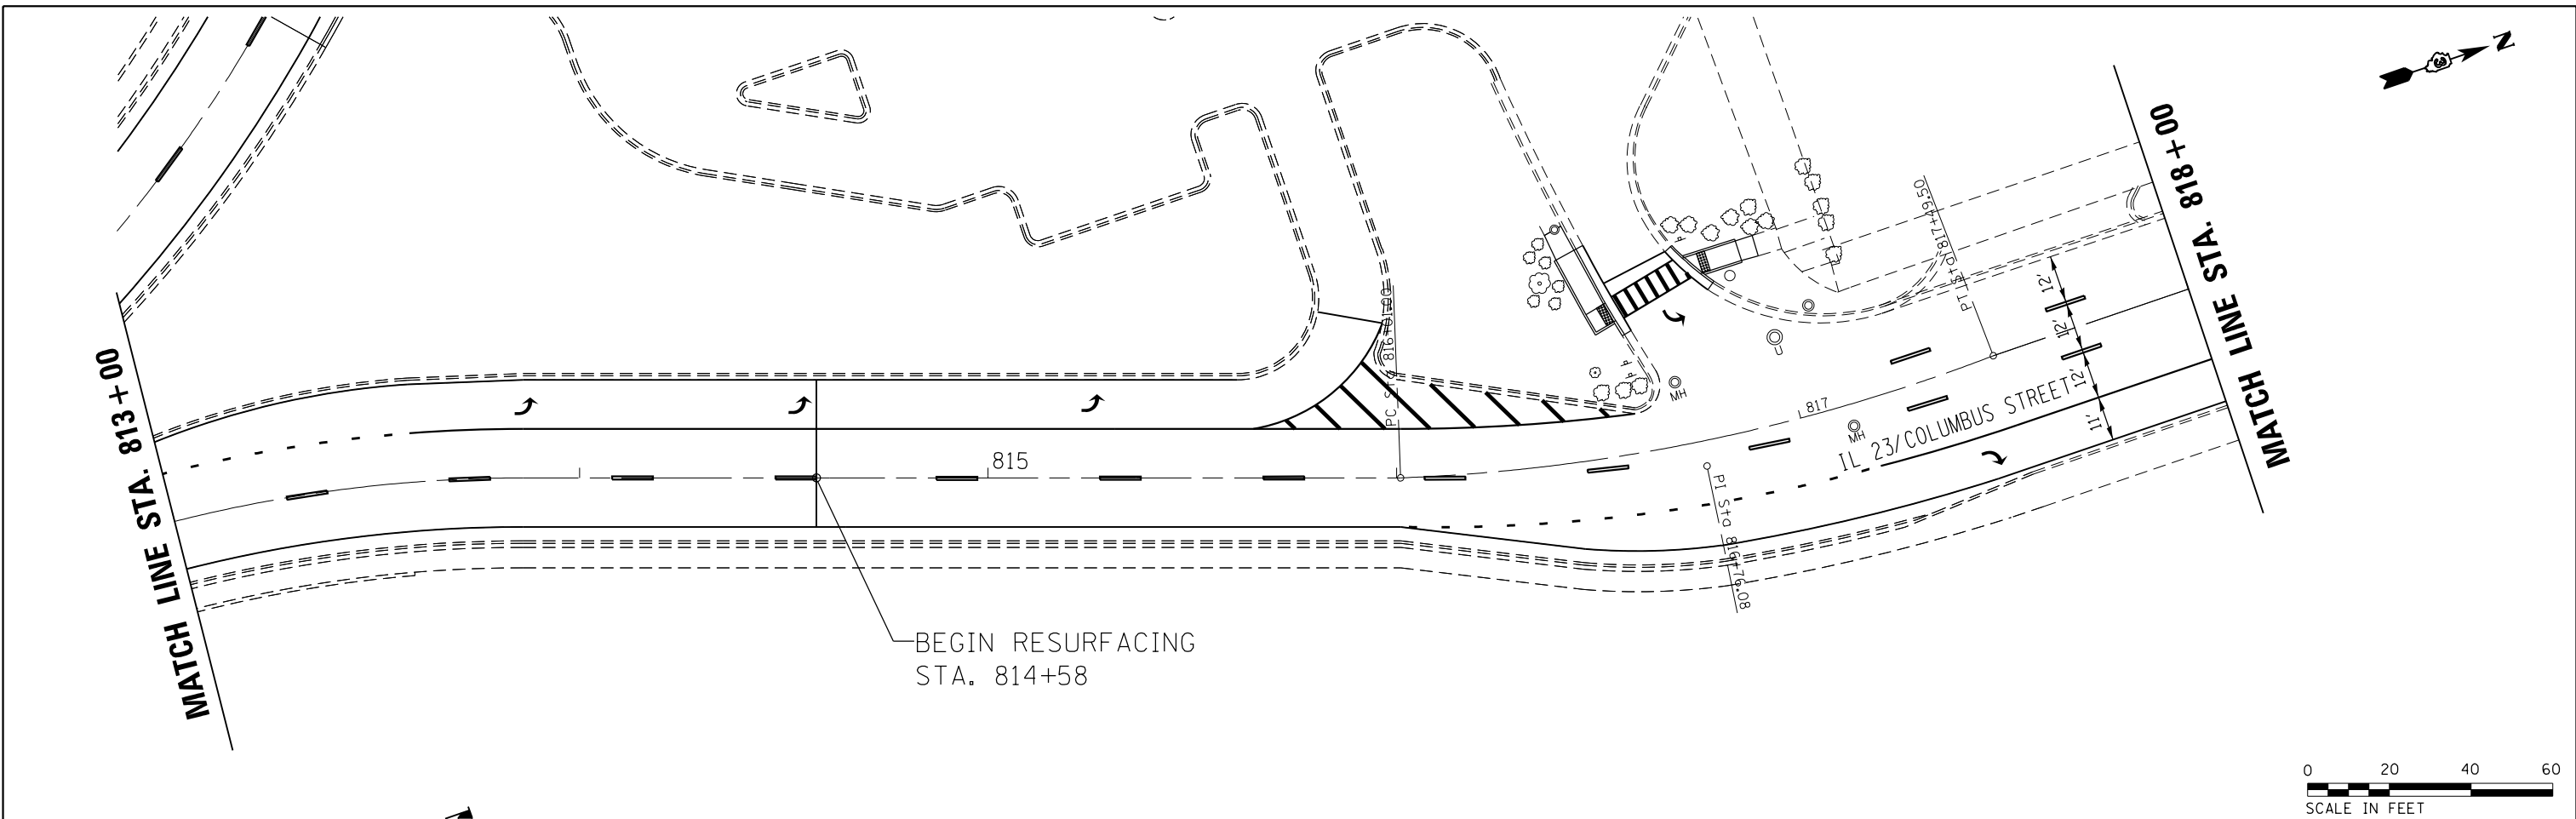 N
MATCH LINE STA. 813+00
MATCH LINE STA. 818+00
815
817
PC Sta 816+01.00
PI Sta 816+76.08
PT Sta 817+49.50
MH
MH
IL 23/COLUMBUS STREET
12'
12'
12'
11'
BEGIN RESURFACING
STA. 814+58
0 20 40 60
SCALE IN FEET